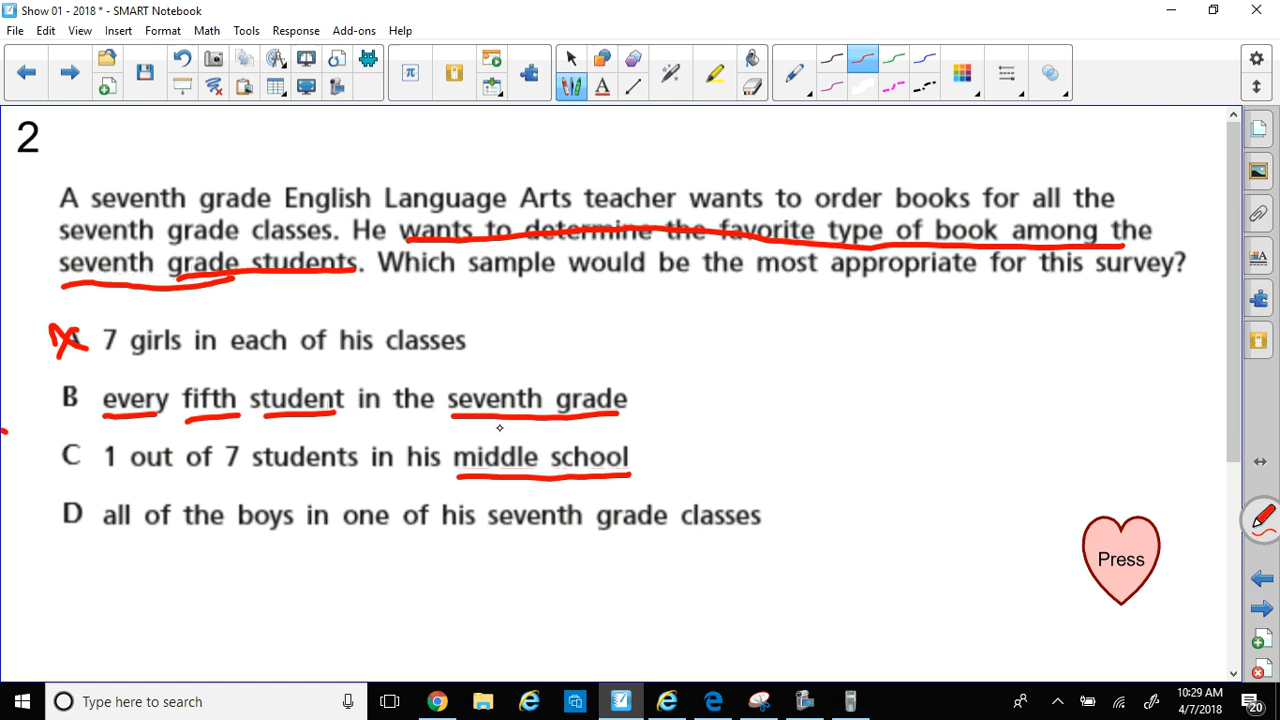 Show 01 - 2018 * - SMART Notebook
File Edit View Insert Format Math Tools Response Add-ons Help
2
A seventh grade English Language Arts teacher wants to order books for all the
seventh grade classes. He wants to determine the favorite type of book among the
seventh grade students. Which sample would be the most appropriate for this survey?
A 7 girls in each of his classes
B every fifth student in the seventh grade
C 1 out of 7 students in his middle school
D all of the boys in one of his seventh grade classes
Press
Type here to search
10:29 AM
4/7/2018
20